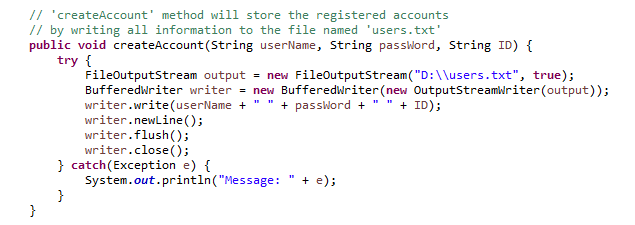 // 'createAccount' method will store the registered accounts
// by writing all information to the file named 'users.txt'
public void createAccount(String userName, String passWord, String ID) {
    try {
        FileOutputStream output = new FileOutputStream("D:\\users.txt", true);
        BufferedWriter writer = new BufferedWriter(new OutputStreamWriter(output));
        writer.write(userName + " " + passWord + " " + ID);
        writer.newLine();
        writer.flush();
        writer.close();
    } catch(Exception e) {
        System.out.println("Message: " + e);
    }
}